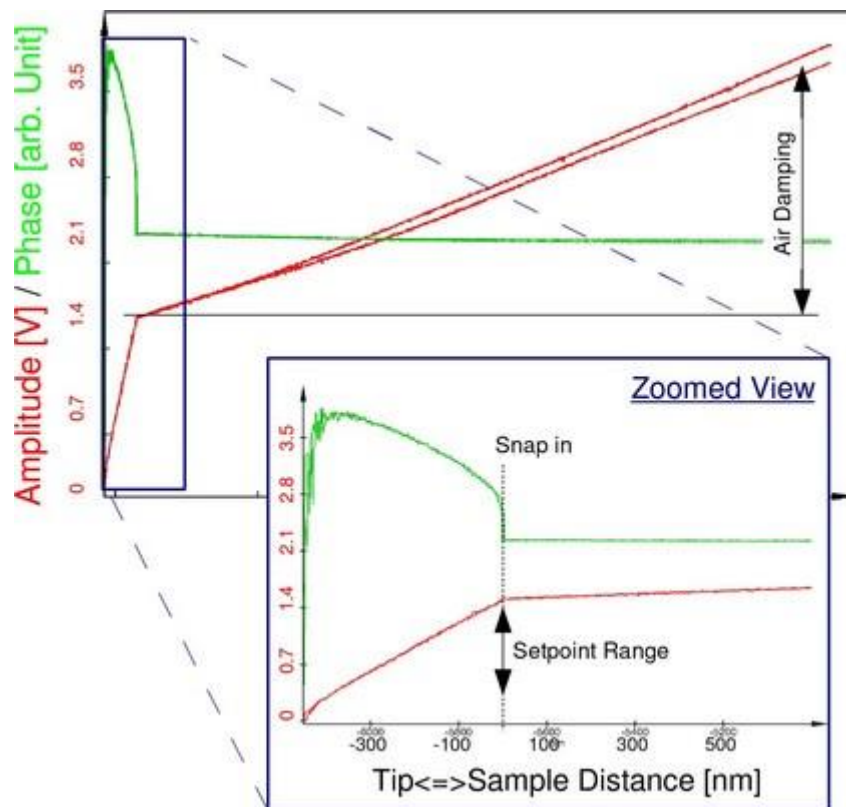 Amplitude [V] / Phase [arb. Unit]
3.5
2.8
2.1
1.4
0.7
0
Air Damping
Zoomed View
Snap in
Setpoint Range
3.5
2.8
2.1
1.4
0.7
0
-300 -100 100 300 500
Tip<=>Sample Distance [nm]